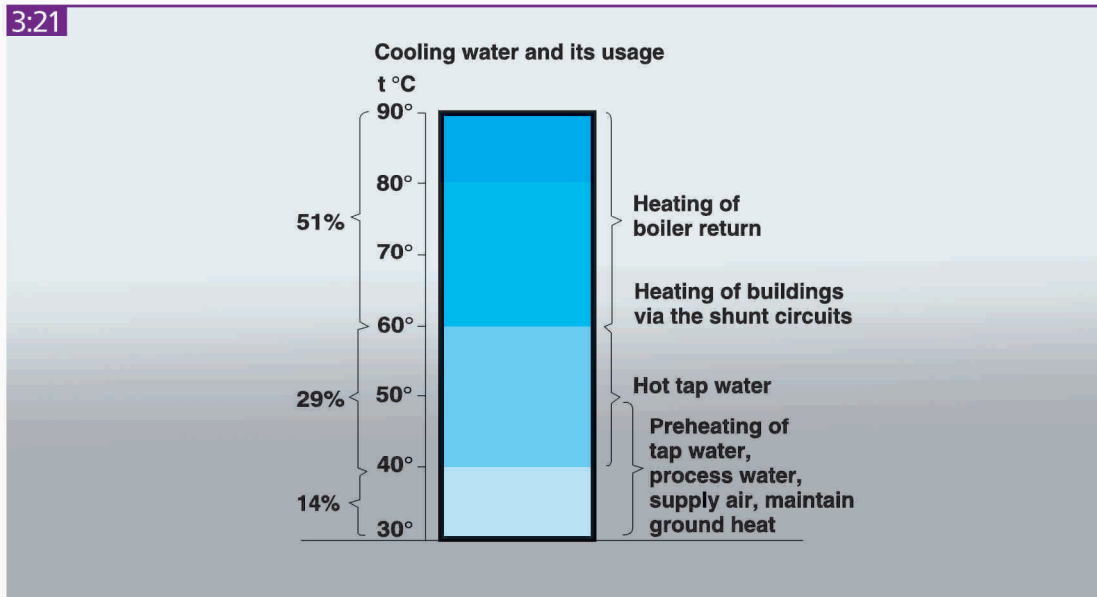 3:21
Cooling water and its usage
t °C
90°
80°
51%
70°
60°
29%
50°
40°
14%
30°
Heating of
boiler return
Heating of buildings
via the shunt circuits
Hot tap water
Preheating of
tap water,
process water,
supply air, maintain
ground heat